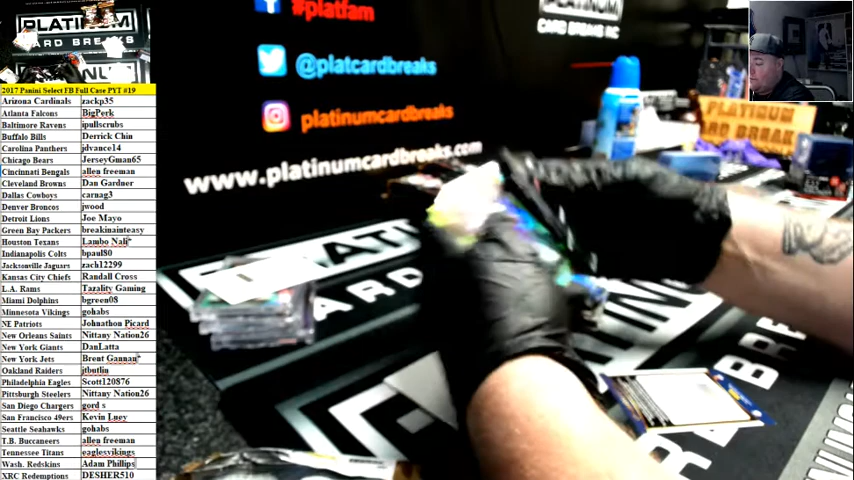 PLATINUM
CARD BREAKS
#platfam
PLATINUM
CARD BREAKS INC
@platcardbreaks
platinumcardbreaks
www.platinumcardbreaks.com
PLATINUM
CARD BREAK
2017 Panini Select FB Full Case PYT #19
Arizona Cardinals zackp35
Atlanta Falcons BigPerk
Baltimore Ravens ipullscrubs
Buffalo Bills Derrick Chin
Carolina Panthers jdvance14
Chicago Bears JerseyGman65
Cincinnati Bengals allen freeman
Cleveland Browns Dan Gardner
Dallas Cowboys carnag3
Denver Broncos jwood
Detroit Lions Joe Mayo
Green Bay Packers breakinainteasy
Houston Texans Lambo Nali*
Indianapolis Colts bpaul80
Jacksonville Jaguars zach12299
Kansas City Chiefs Randall Cross
L.A. Rams Tazality Gaming
Miami Dolphins bgreen08
Minnesota Vikings gohabs
NE Patriots Johnathon Picard
New Orleans Saints Nittany Nation26
New York Giants DanLatta
New York Jets Brent Gannan*
Oakland Raiders jtbutlin
Philadelphia Eagles Scott120876
Pittsburgh Steelers Nittany Nation26
San Diego Chargers gord s
San Francisco 49ers Kevin Luey
Seattle Seahawks gohabs
T.B. Buccaneers allen freeman
Tennessee Titans eaglesvikings
Wash. Redskins Adam Phillips
XRC Redemptions DESHER510